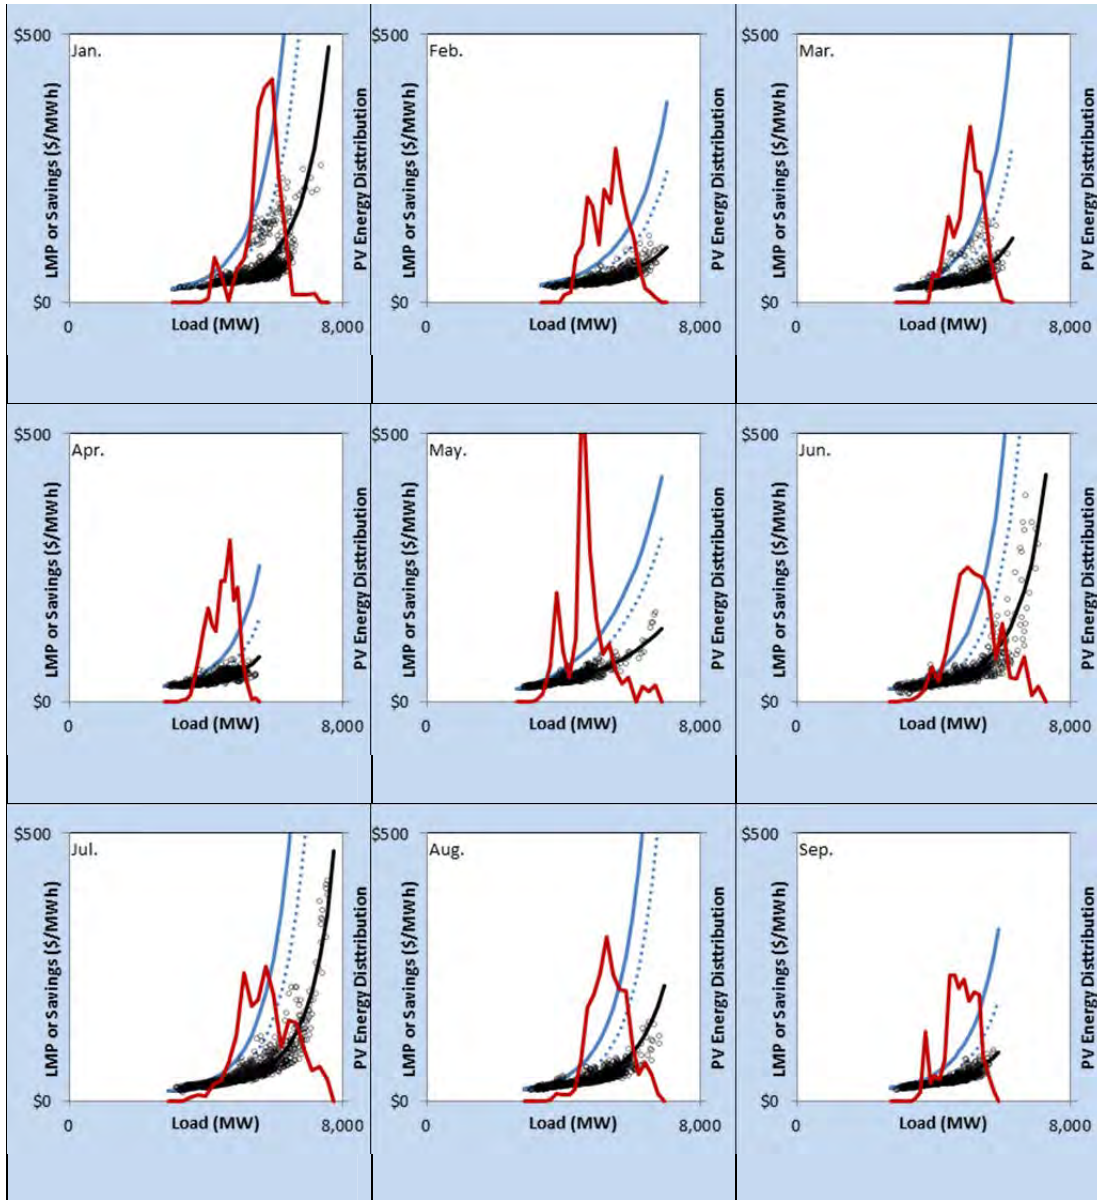 $500
Jan.
LMP or Savings ($/MWh)
PV Energy Disttribution
$0
0
Load (MW)
8,000
$500
Feb.
LMP or Savings ($/MWh)
PV Energy Disttribution
$0
0
Load (MW)
8,000
$500
Mar.
LMP or Savings ($/MWh)
PV Energy Disttribution
$0
0
Load (MW)
8,000
$500
Apr.
LMP or Savings ($/MWh)
PV Energy Disttribution
$0
0
Load (MW)
8,000
$500
May.
LMP or Savings ($/MWh)
PV Energy Disttribution
$0
0
Load (MW)
8,000
$500
Jun.
LMP or Savings ($/MWh)
PV Energy Disttribution
$0
0
Load (MW)
8,000
$500
Jul.
LMP or Savings ($/MWh)
PV Energy Disttribution
$0
0
Load (MW)
8,000
$500
Aug.
LMP or Savings ($/MWh)
PV Energy Disttribution
$0
0
Load (MW)
8,000
$500
Sep.
LMP or Savings ($/MWh)
PV Energy Disttribution
$0
0
Load (MW)
8,000